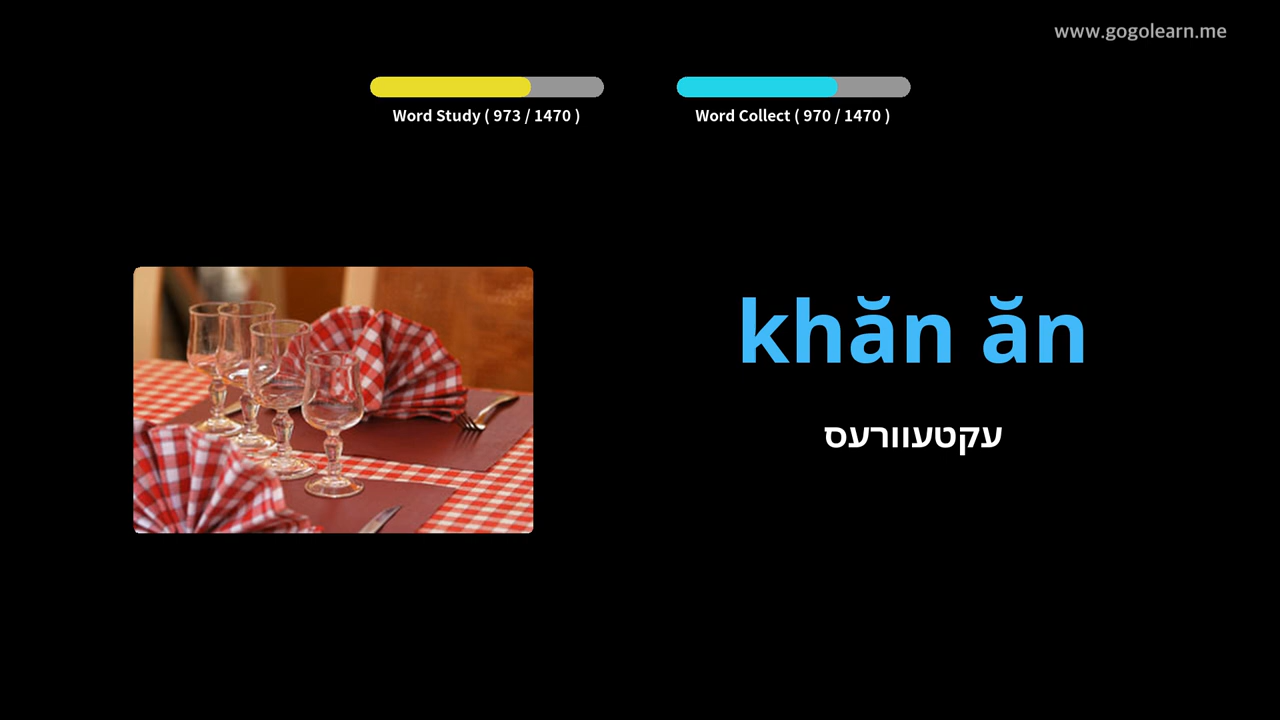 www.gogolearn.me
Word Study ( 973 / 1470 )
Word Collect ( 970 / 1470 )
khăn ăn
עקטעוורעס